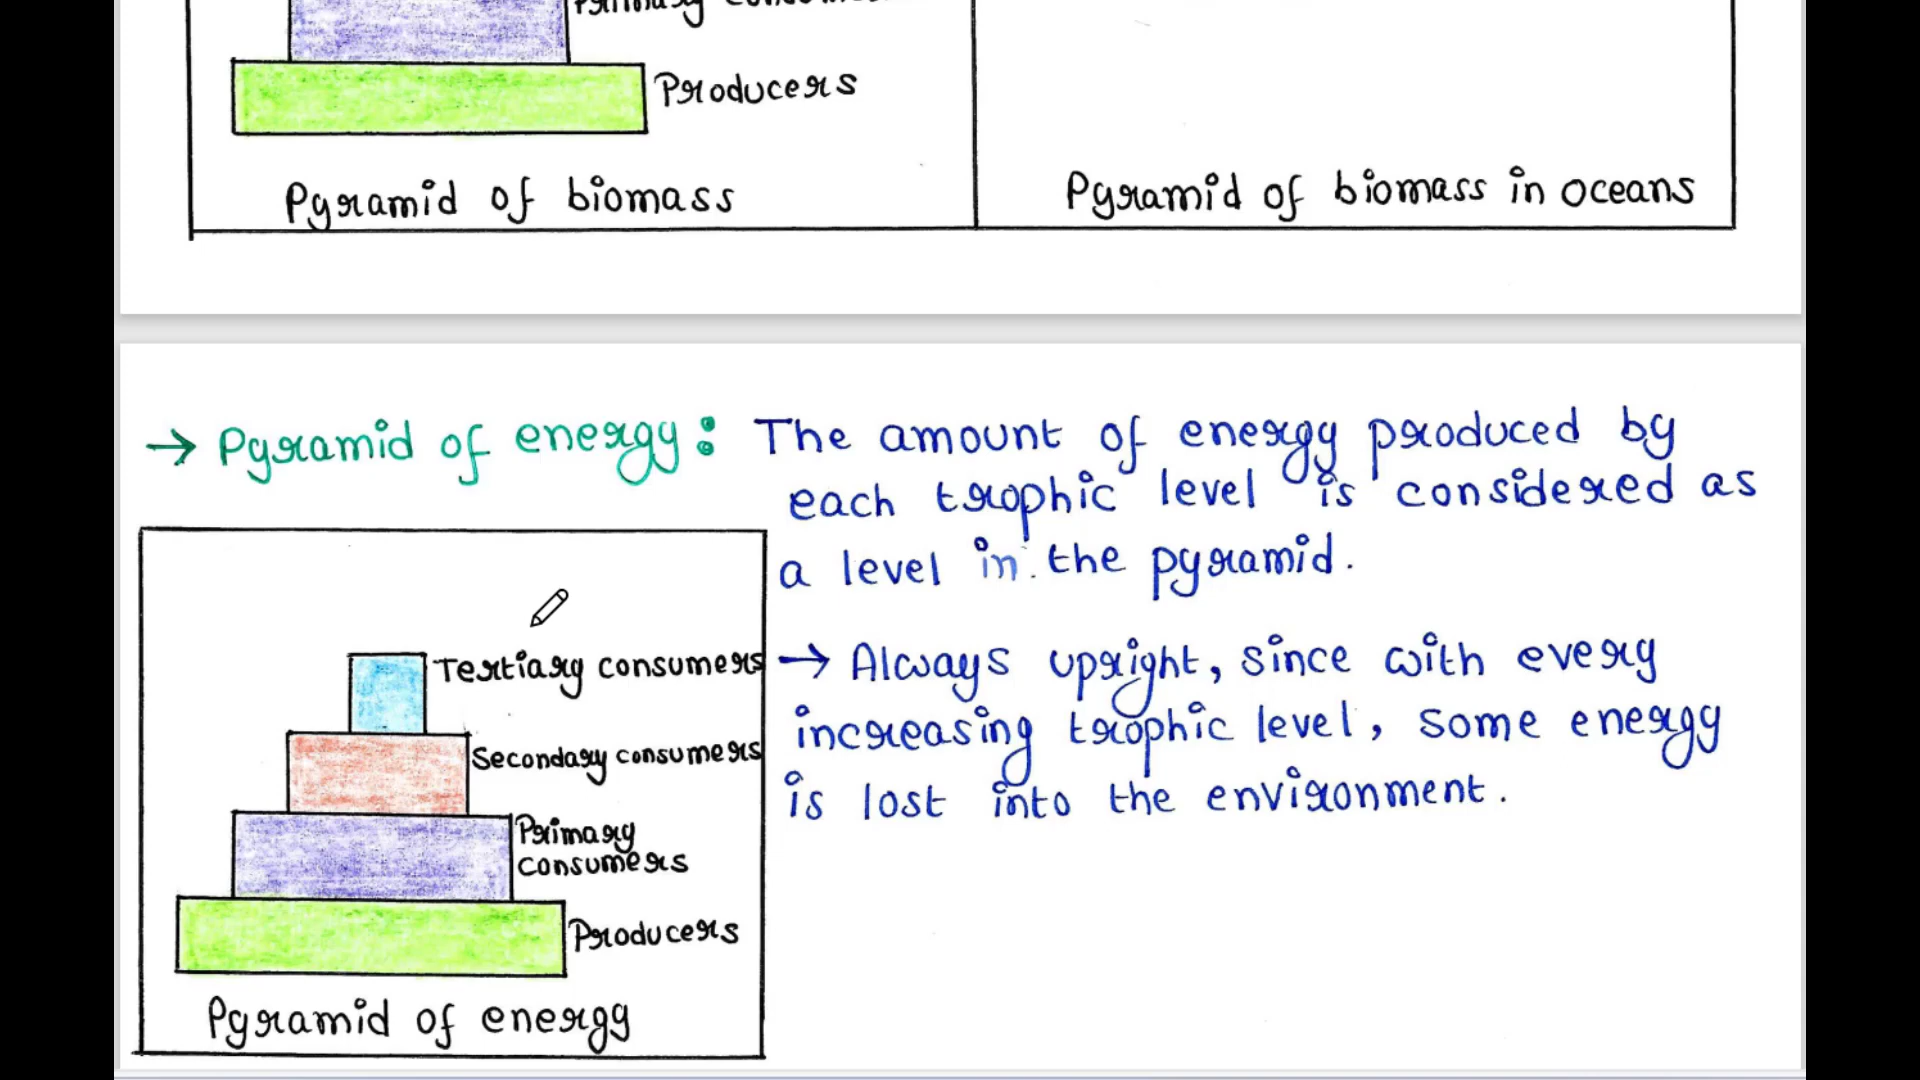 Producers
Pyramid of biomass
Pyramid of biomass in oceans
→ Pyramid of energy: The amount of energy produced by
each trophic level is considered as
a level in the pyramid.
Tertiary consumers
Secondary consumers
Primary
consumers
Producers
Pyramid of energy
→ Always upright, since with every
increasing trophic level, some energy
is lost into the environment.